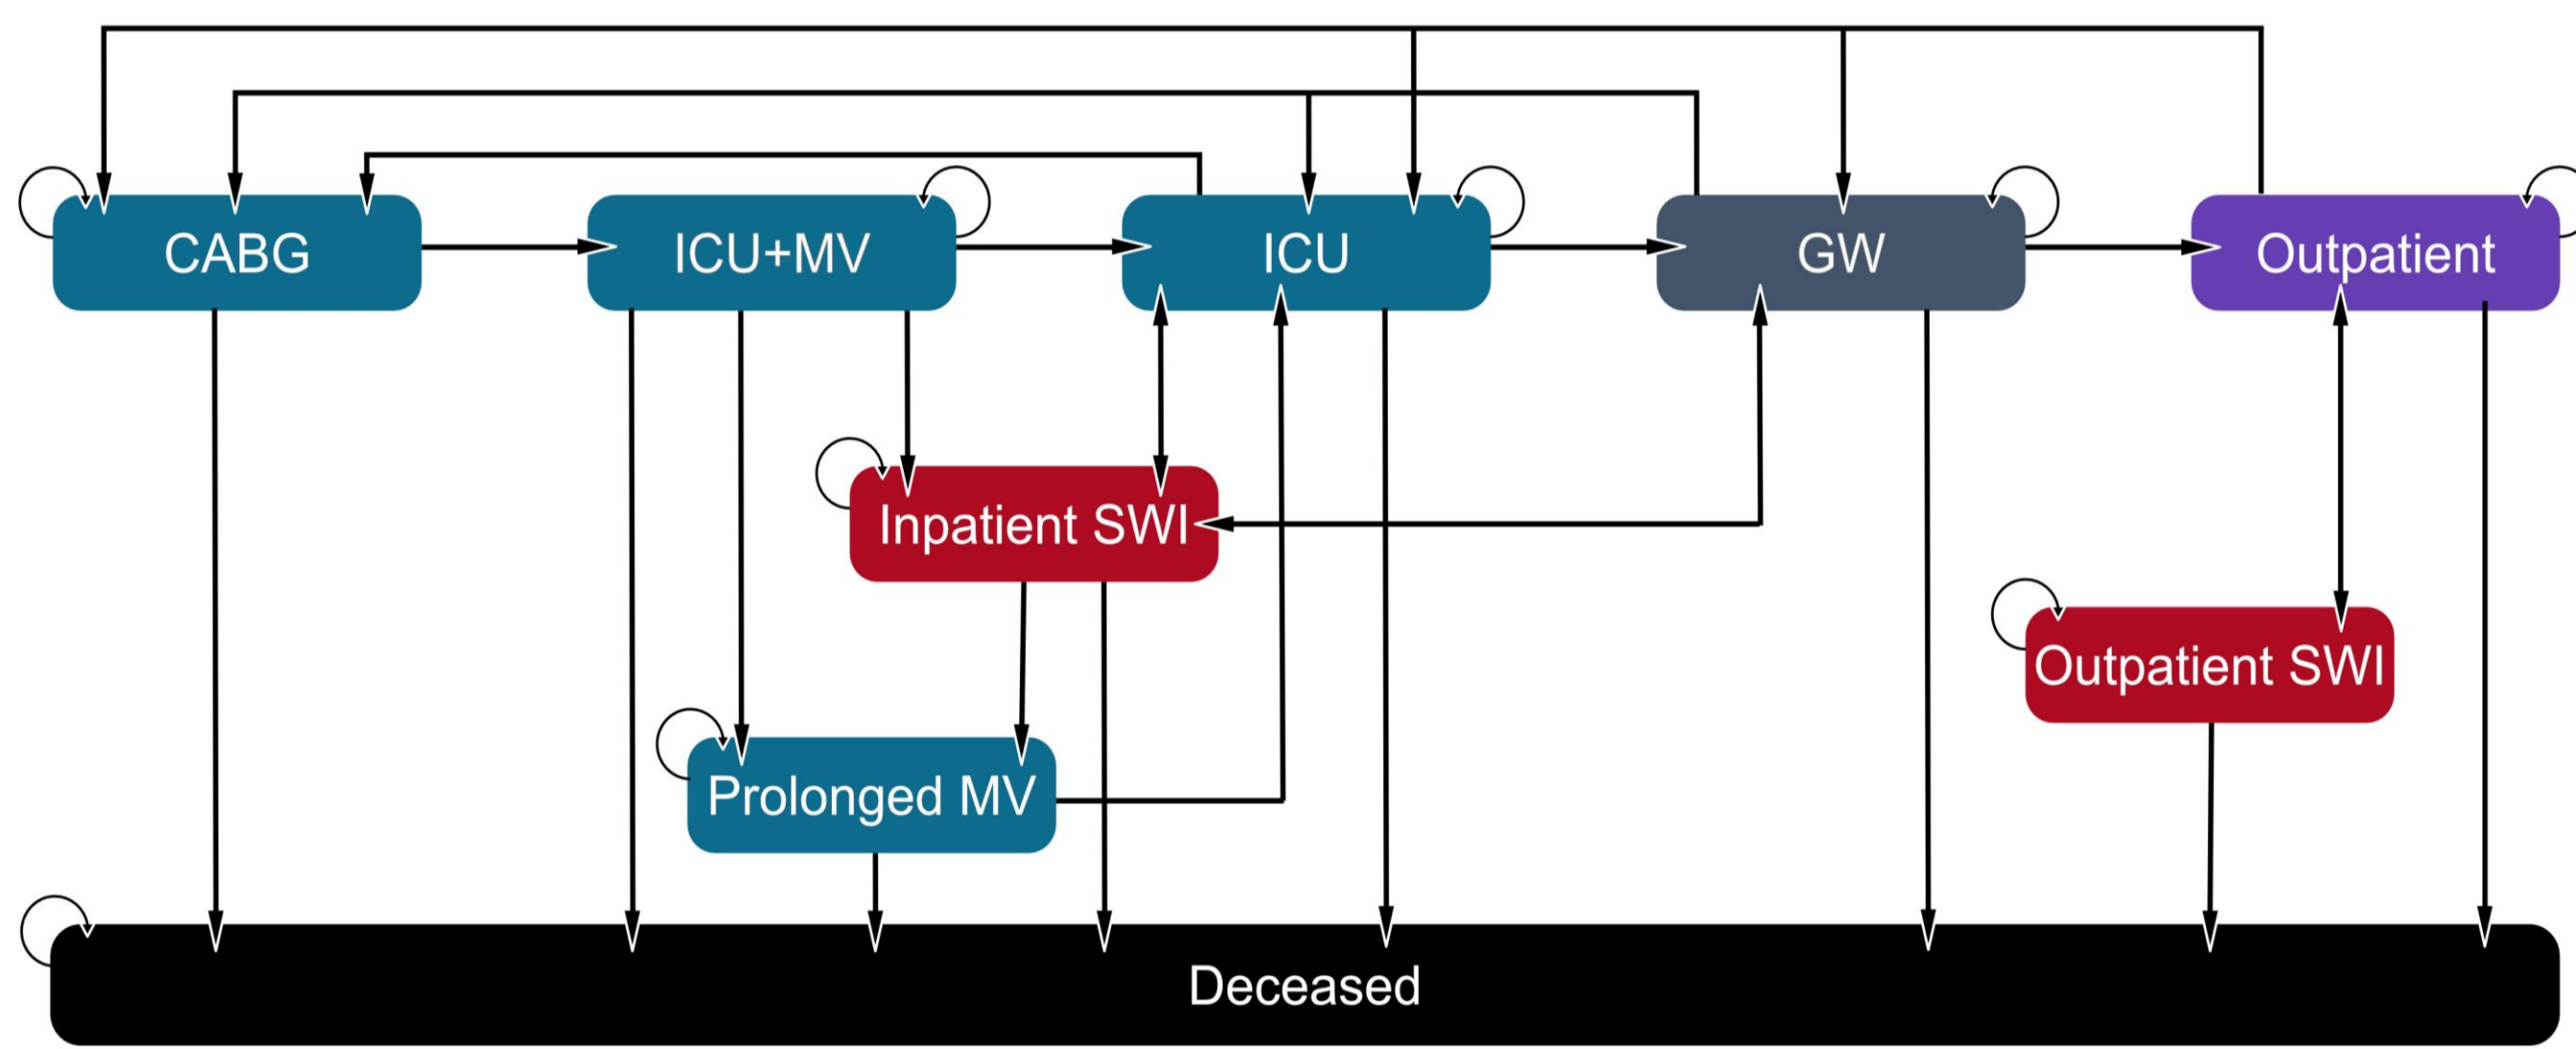 CABG
ICU+MV
ICU
GW
Outpatient
Inpatient SWI
Outpatient SWI
Prolonged MV
Deceased